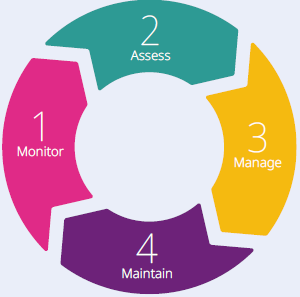 1
Monitor
2
Assess
3
Manage
4
Maintain